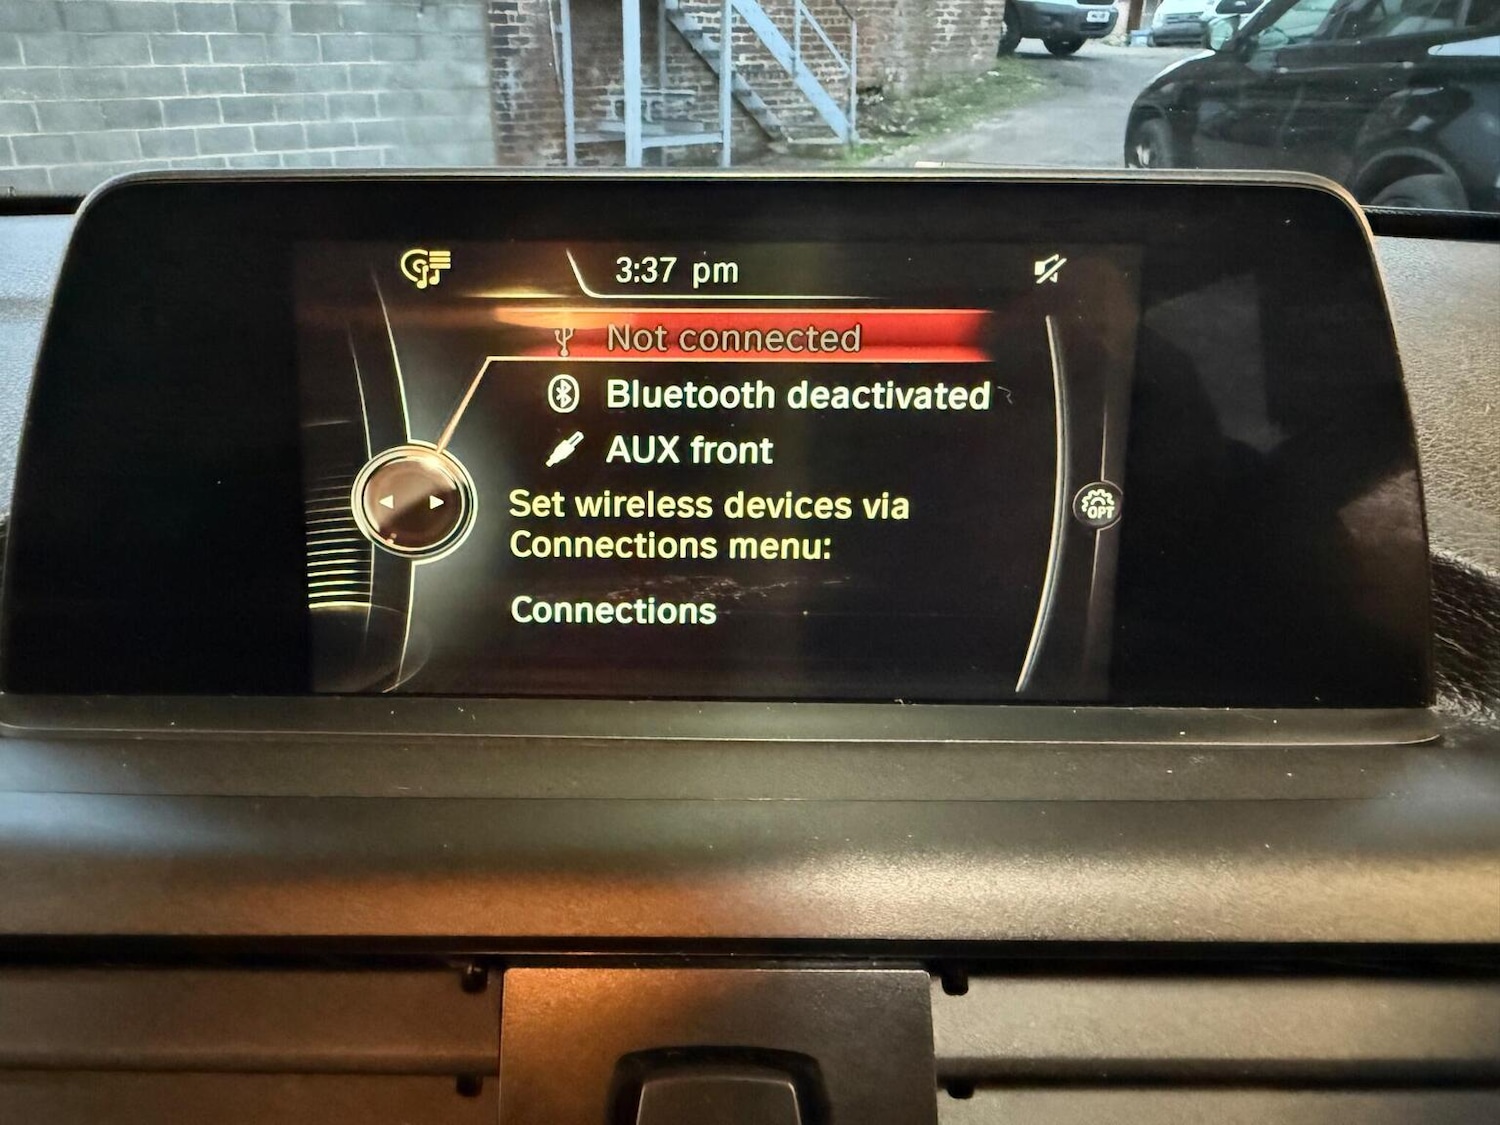 3:37 pm
Not connected
Bluetooth deactivated
AUX front
Set wireless devices via
Connections menu:
Connections
OPT